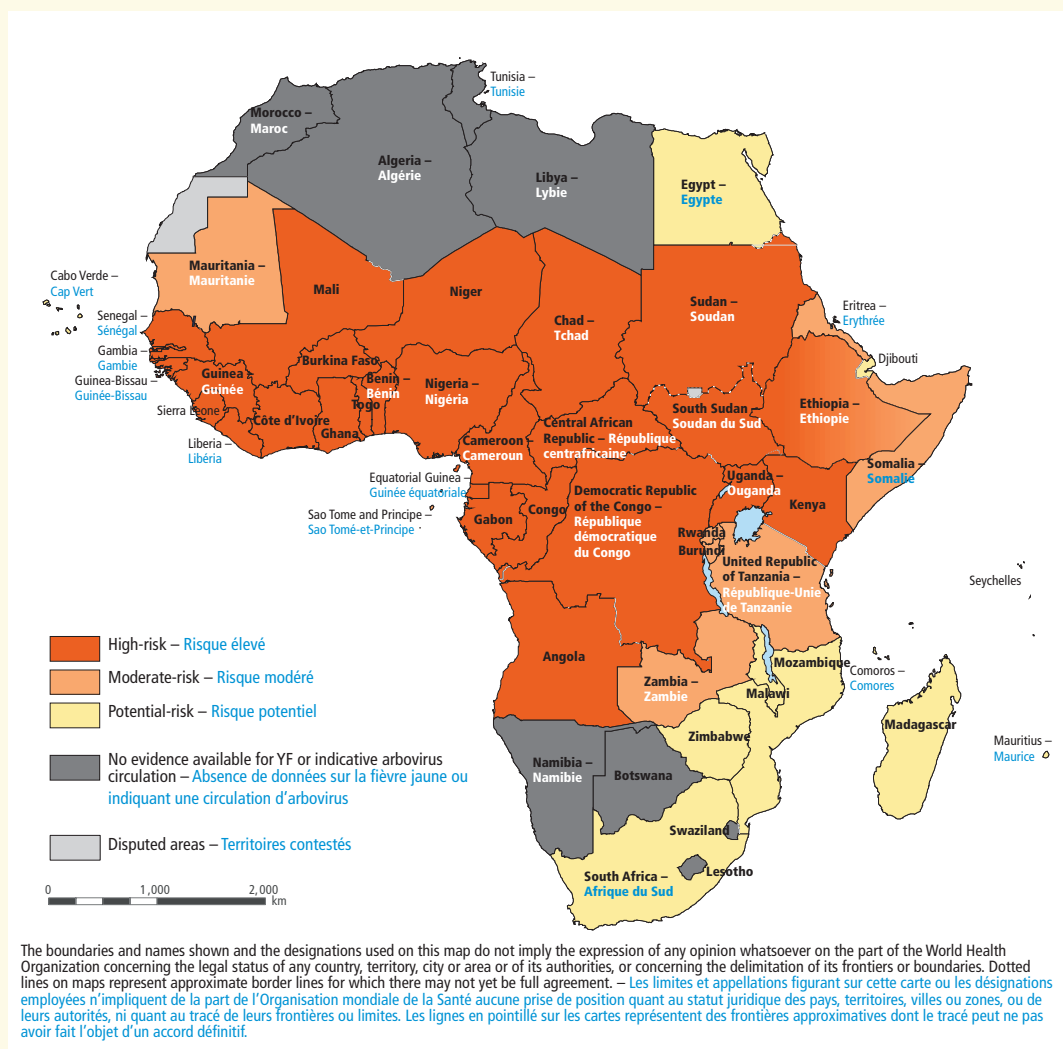 Tunisia –
Tunisie
Morocco –
Maroc
Algeria –
Algérie
Libya –
Lybie
Egypt –
Egypte
Mauritania –
Mauritanie
Cabo Verde –
Cap Vert
Mali
Niger
Sudan –
Soudan
Chad –
Tchad
Eritrea –
Erythrée
Senegal –
Sénégal
Djibouti
Gambia –
Gambie
Guinea-Bissau –
Guinée-Bissau
Guinea –
Guinée
Burkina Faso
Benin –
Bénin
Togo
Nigeria –
Nigéria
Ethiopia –
Ethiopie
South Sudan –
Soudan du Sud
Sierra Leone
Côte d'Ivoire
Ghana
Central African
Republic – République
centrafricaine
Cameroon –
Cameroun
Liberia –
Libéria
Somalia –
Somalie
Equatorial Guinea –
Guinée équatoriale
Uganda –
Ouganda
Kenya
Democratic Republic
of the Congo –
République
démocratique
du Congo
Sao Tome and Principe –
Sao Tomé-et-Principe
Gabon
Congo
Rwanda
Burundi
United Republic
of Tanzania –
République-Unie
de Tanzanie
Seychelles
Angola
Zambia –
Zambie
Malawi
Mozambique
Comoros –
Comores
Madagascar
Mauritius –
Maurice
Zimbabwe
Namibia –
Namibie
Botswana
Swaziland
Lesotho
South Africa –
Afrique du Sud
High-risk – Risque élevé
Moderate-risk – Risque modéré
Potential-risk – Risque potentiel
No evidence available for YF or indicative arbovirus
circulation – Absence de données sur la fièvre jaune ou
indiquant une circulation d'arbovirus
Disputed areas – Territoires contestés
0 1,000 2,000
km
The boundaries and names shown and the designations used on this map do not imply the expression of any opinion whatsoever on the part of the World Health
Organization concerning the legal status of any country, territory, city or area or of its authorities, or concerning the delimitation of its frontiers or boundaries. Dotted
lines on maps represent approximate border lines for which there may not yet be full agreement. – Les limites et appellations figurant sur cette carte ou les désignations
employées n'impliquent de la part de l'Organisation mondiale de la Santé aucune prise de position quant au statut juridique des pays, territoires, villes ou zones, ou de
leurs autorités, ni quant au tracé de leurs frontières ou limites. Les lignes en pointillé sur les cartes représentent des frontières approximatives dont le tracé peut ne pas
avoir fait l'objet d'un accord définitif.